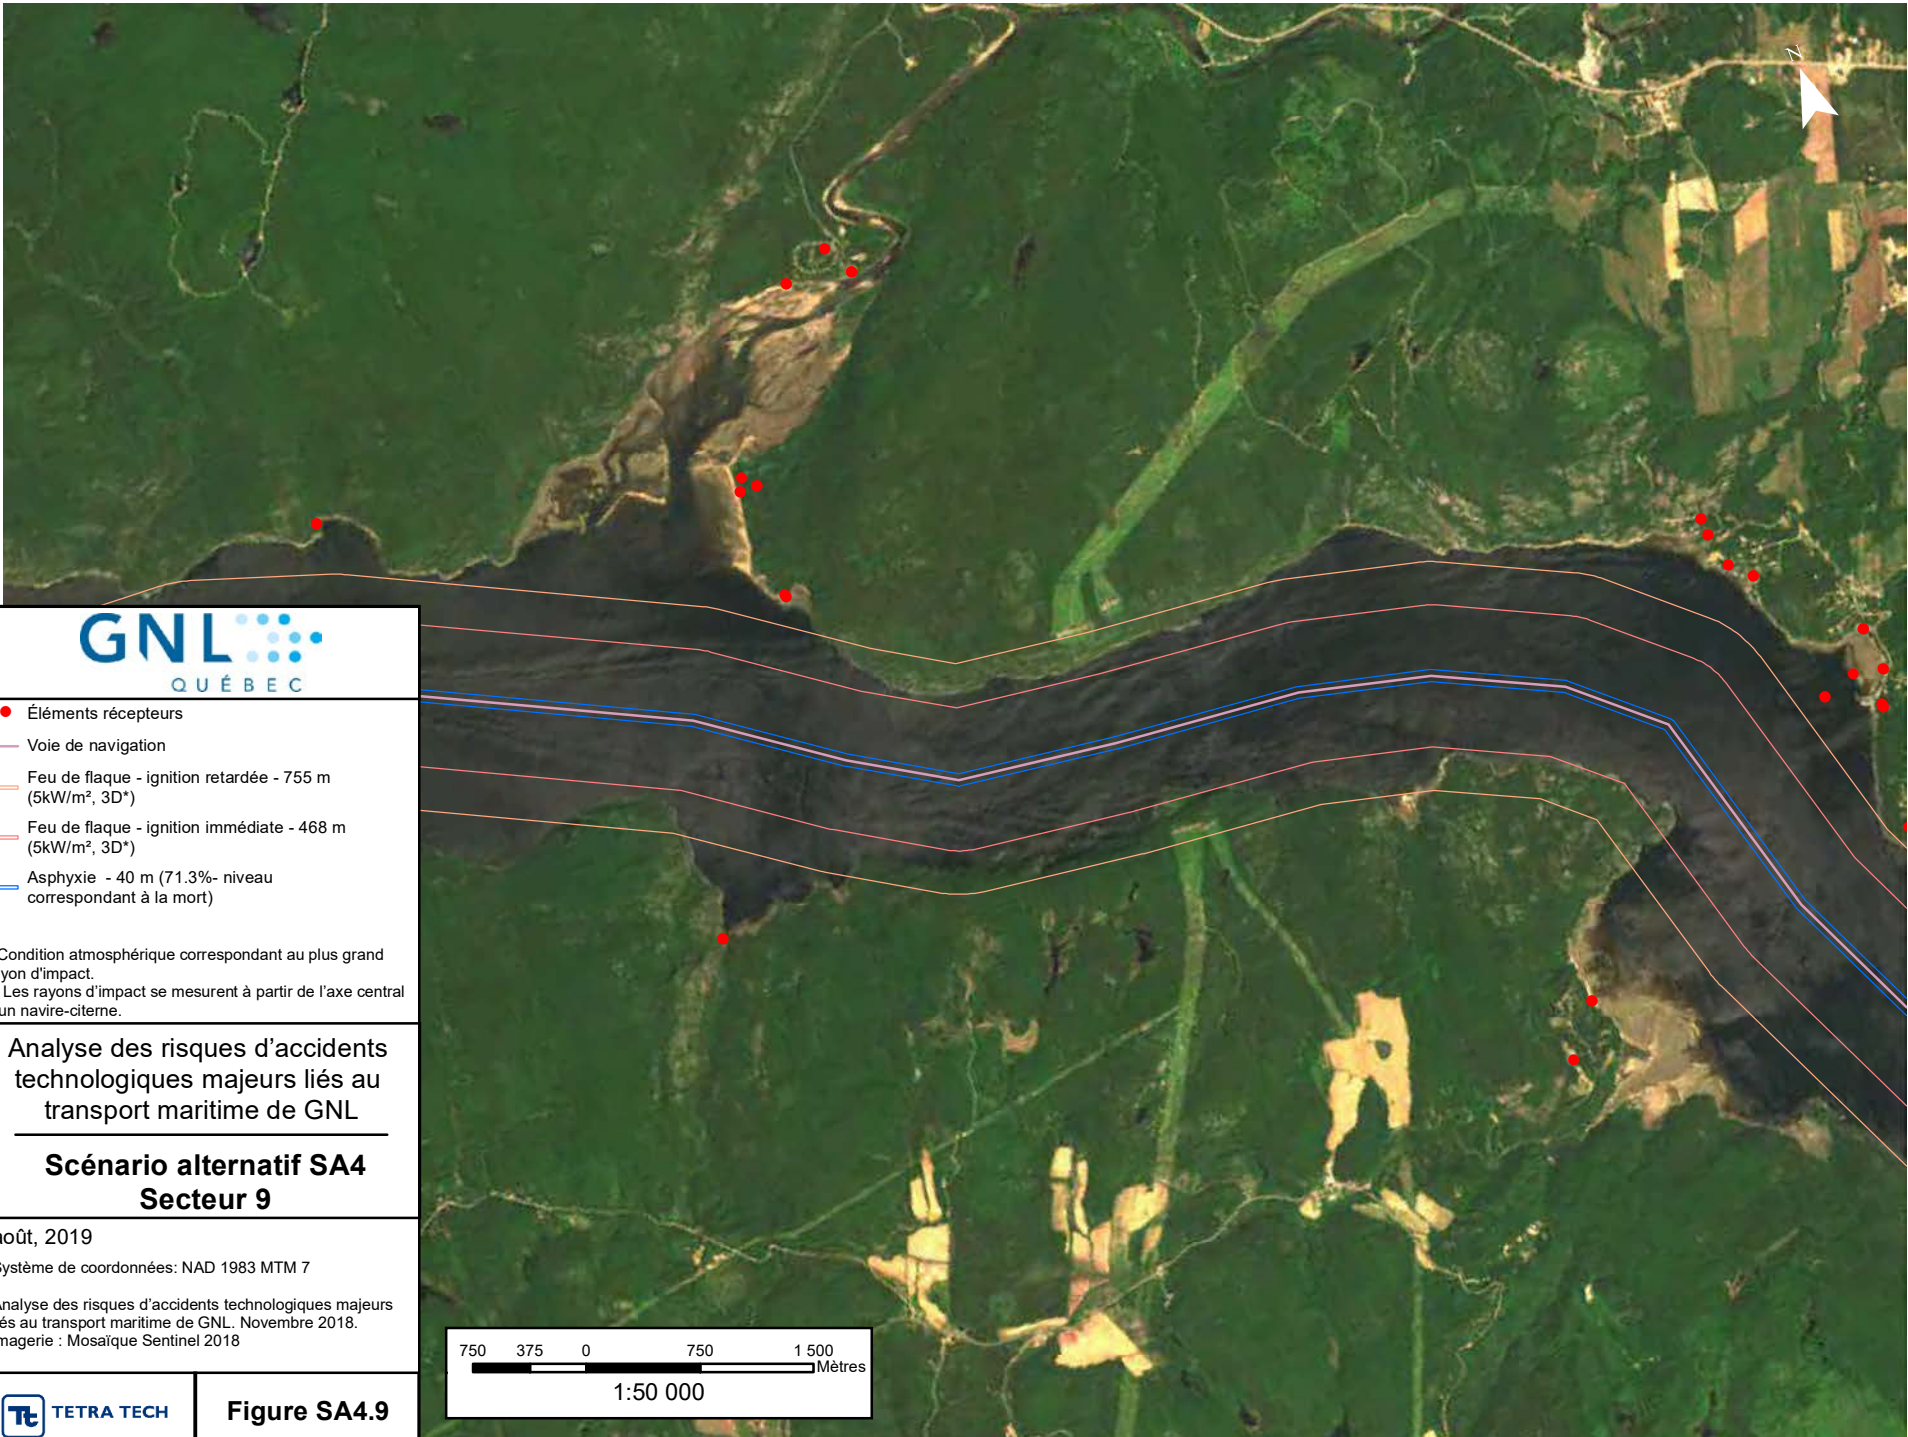 N
GNL
QUÉBEC
Éléments récepteurs
Voie de navigation
Feu de flaque - ignition retardée - 755 m
(5kW/m², 3D*)
Feu de flaque - ignition immédiate - 468 m
(5kW/m², 3D*)
Asphyxie - 40 m (71.3%- niveau
correspondant à la mort)
Condition atmosphérique correspondant au plus grand
yon d'impact.
Les rayons d'impact se mesurent à partir de l'axe central
un navire-citerne.
Analyse des risques d'accidents
technologiques majeurs liés au
transport maritime de GNL
Scénario alternatif SA4
Secteur 9
août, 2019
Système de coordonnées: NAD 1983 MTM 7
Analyse des risques d'accidents technologiques majeurs
és au transport maritime de GNL. Novembre 2018.
magerie : Mosaïque Sentinel 2018
750 375 0 750 1 500
Mètres
1:50 000
Tt TETRA TECH
Figure SA4.9